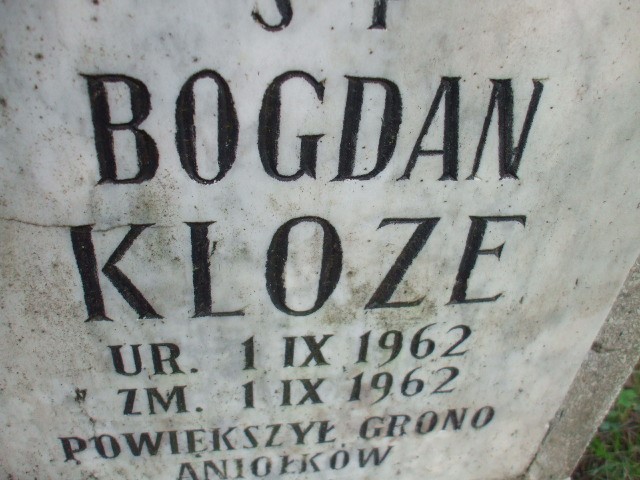 Ś P
BOGDAN
KŁOZE
UR. 1 IX 1962
ZM. 1 IX 1962
POWIĘKSZYŁ GRONO
ANIOŁKÓW